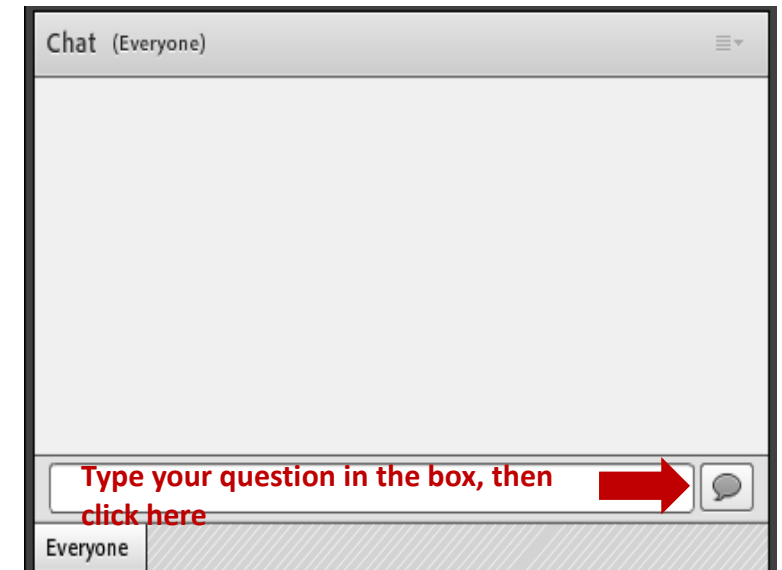 Chat (Everyone)
Type your question in the box, then
click here
Everyone